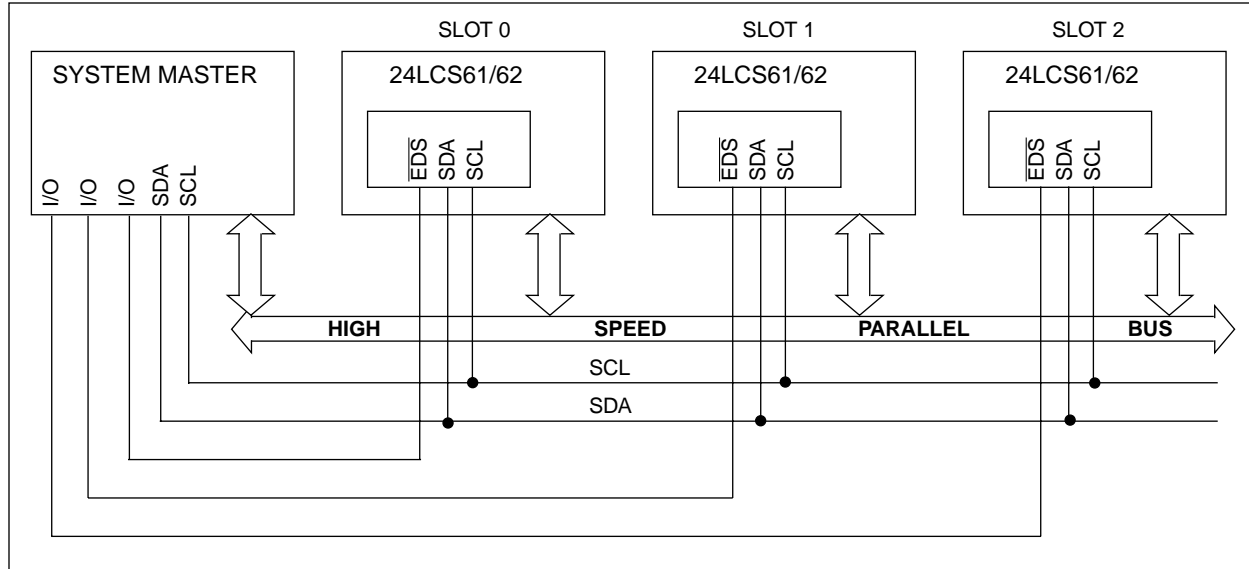 SLOT 0 SLOT 1 SLOT 2
SYSTEM MASTER 24LCS61/62 24LCS61/62 24LCS61/62
EDS SDA SCL EDS SDA SCL EDS SDA SCL
I/O I/O I/O SDA SCL
HIGH SPEED PARALLEL BUS
SCL
SDA